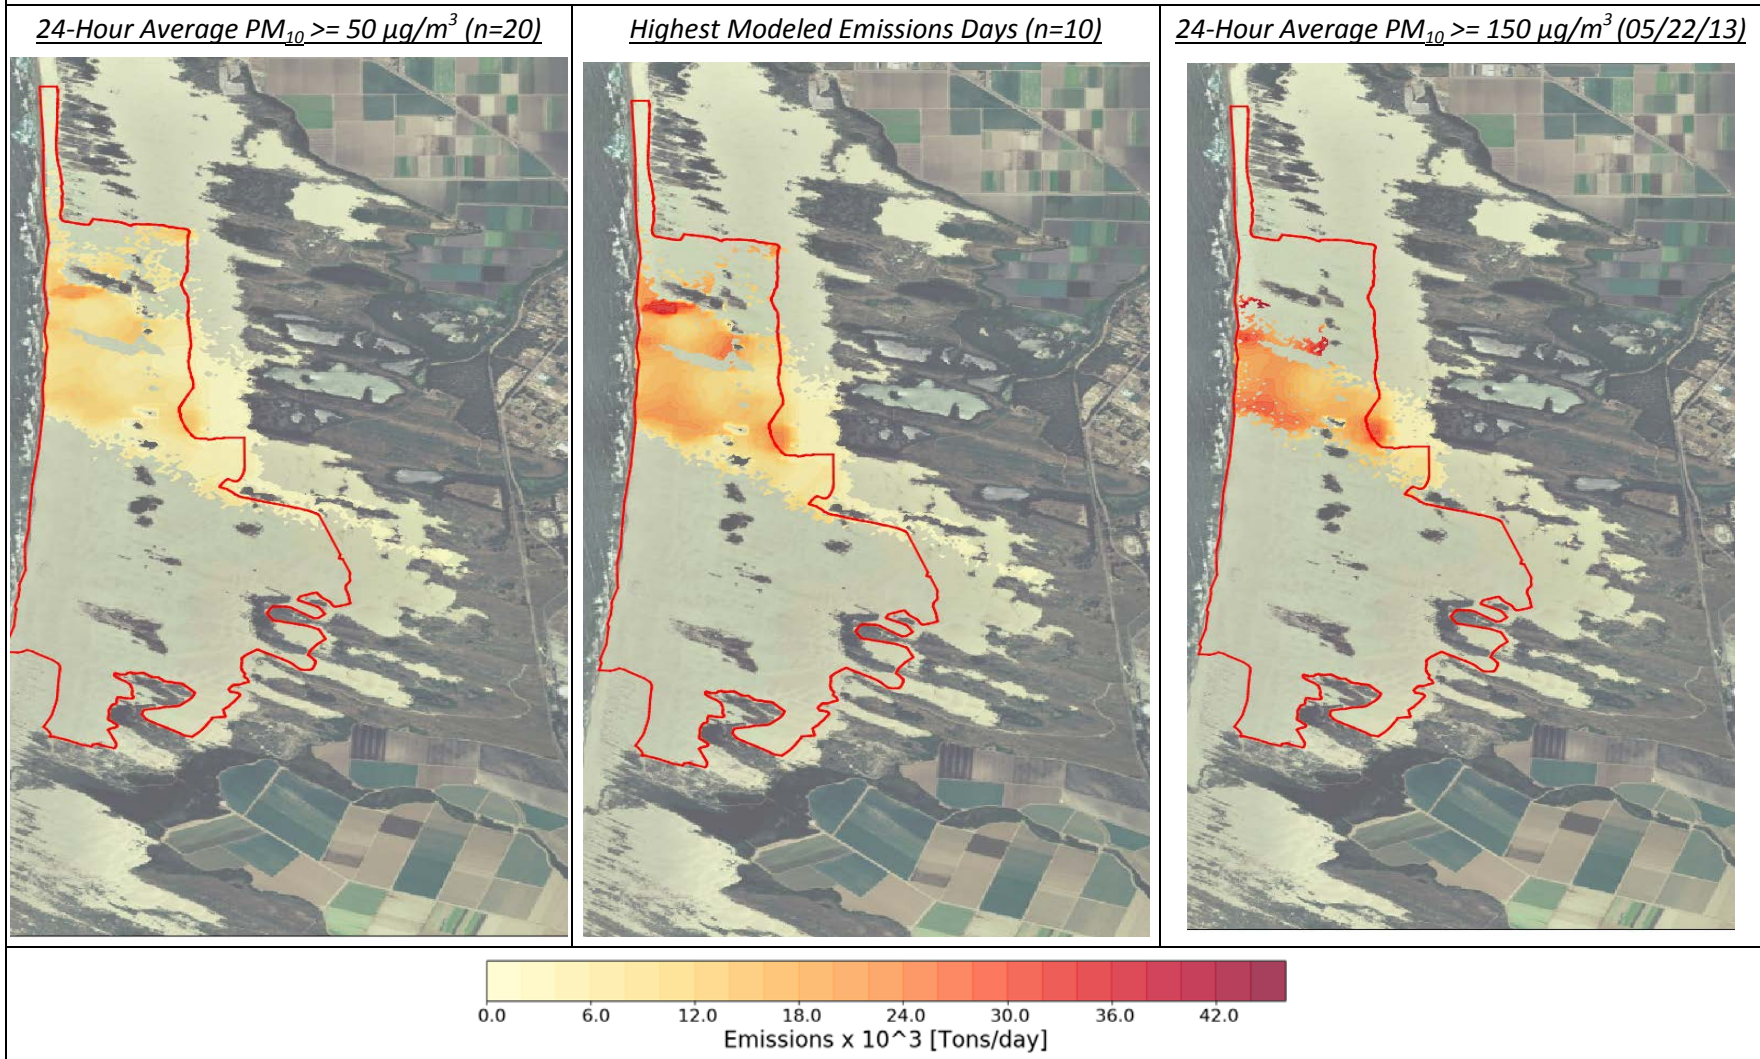 24-Hour Average PM10 >= 50 µg/m3 (n=20)
Highest Modeled Emissions Days (n=10)
24-Hour Average PM10 >= 150 µg/m3 (05/22/13)
0.0 6.0 12.0 18.0 24.0 30.0 36.0 42.0
Emissions x 10^3 [Tons/day]